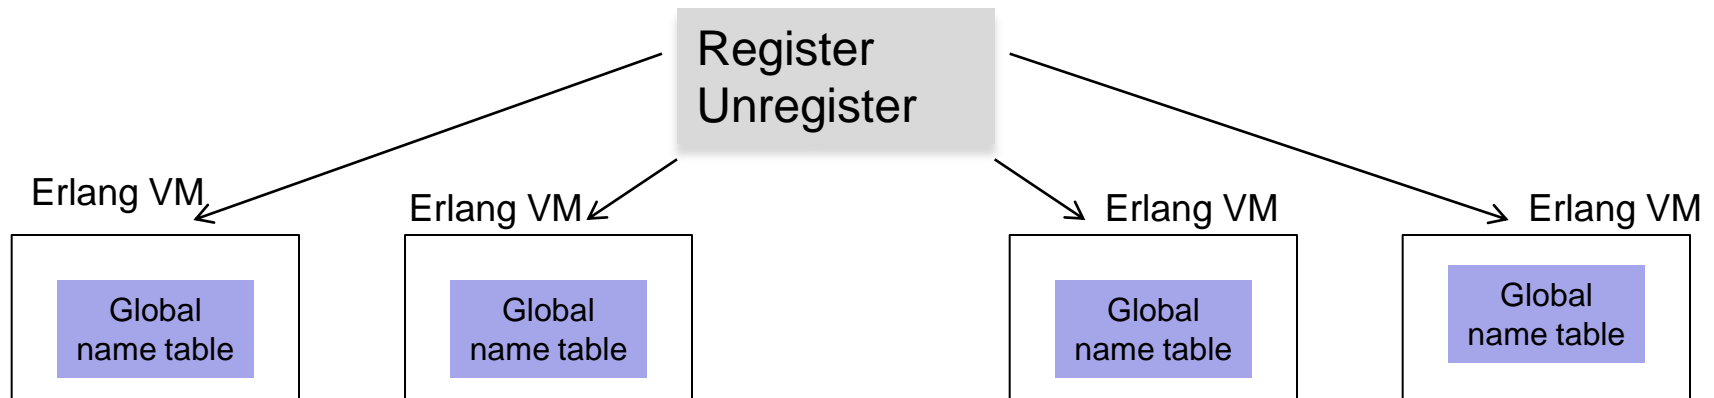 Register
Unregister
Erlang VM
Erlang VM
Erlang VM
Erlang VM
Global
name table
Global
name table
Global
name table
Global
name table